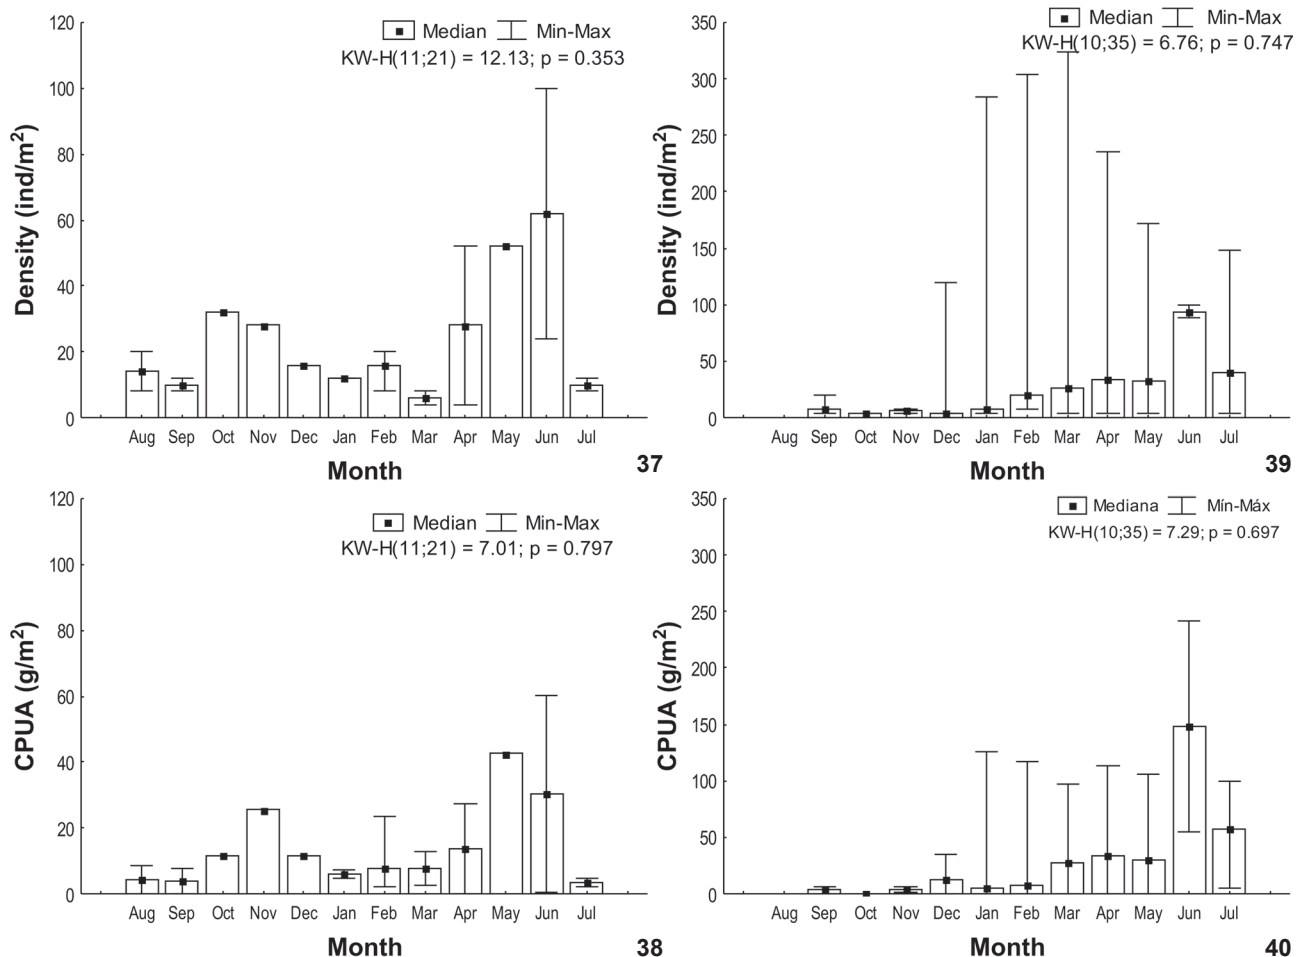 Median Min-Max
KW-H(11;21) = 12.13; p = 0.353
120
100
80
60
40
20
0
Density (ind/m²)
Aug Sep Oct Nov Dec Jan Feb Mar Apr May Jun Jul
Month
37
Median Min-Max
KW-H(10;35) = 6.76; p = 0.747
350
300
250
200
150
100
50
0
Density (ind/m²)
Aug Sep Oct Nov Dec Jan Feb Mar Apr May Jun Jul
Month
39
Median Min-Max
KW-H(11;21) = 7.01; p = 0.797
120
100
80
60
40
20
0
CPUA (g/m²)
Aug Sep Oct Nov Dec Jan Feb Mar Apr May Jun Jul
Month
38
Mediana Mín-Máx
KW-H(10;35) = 7.29; p = 0.697
350
300
250
200
150
100
50
0
CPUA (g/m²)
Aug Sep Oct Nov Dec Jan Feb Mar Apr May Jun Jul
Month
40